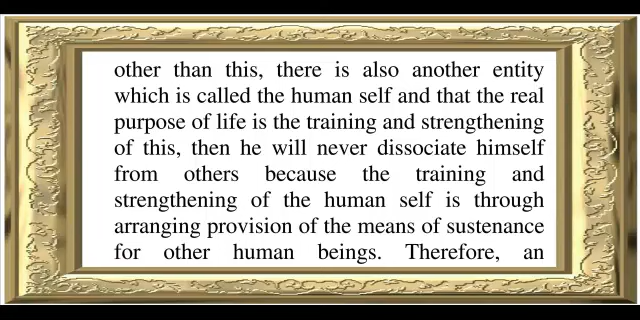 other than this, there is also another entity
which is called the human self and that the real
purpose of life is the training and strengthening
of this, then he will never dissociate himself
from others because the training and
strengthening of the human self is through
arranging provision of the means of sustenance
for other human beings. Therefore, an